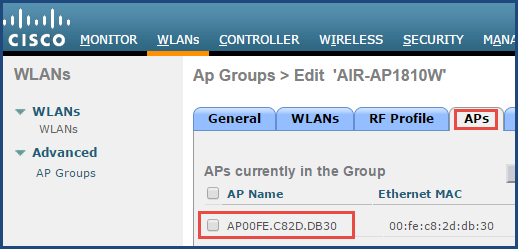 CISCO
MONITOR WLANs CONTROLLER WIRELESS SECURITY
WLANs
WLANs
WLANs
Advanced
AP Groups
Ap Groups > Edit 'AIR-AP1810W'
General WLANs RF Profile APs
APs currently in the Group
AP Name Ethernet MAC
AP00FE.C82D.DB30 00:fe:c8:2d:db:30